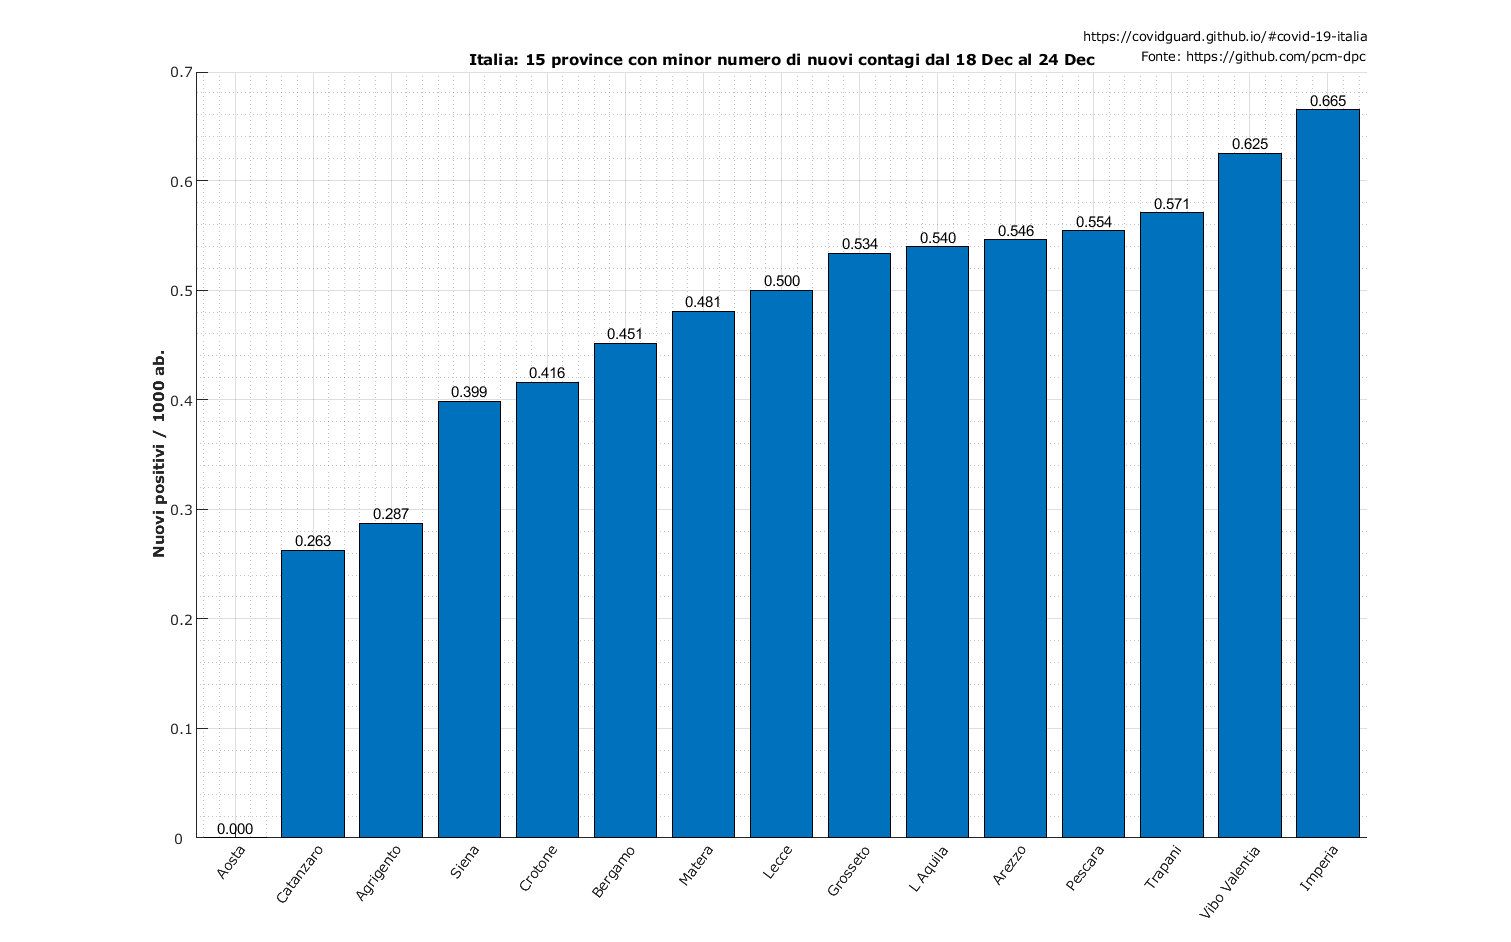 https://covidguard.github.io/#covid-19-italia
Fonte: https://github.com/pcm-dpc
Italia: 15 province con minor numero di nuovi contagi dal 18 Dec al 24 Dec
Nuovi positivi / 1000 ab.
0.7
0.6
0.5
0.4
0.3
0.2
0.1
0
0.000
0.263
0.287
0.399
0.416
0.451
0.481
0.500
0.534
0.540
0.546
0.554
0.571
0.625
0.665
Aosta
Catanzaro
Agrigento
Siena
Crotone
Bergamo
Matera
Lecce
Grosseto
L Aquila
Arezzo
Pescara
Trapani
Vibo Valentia
Imperia